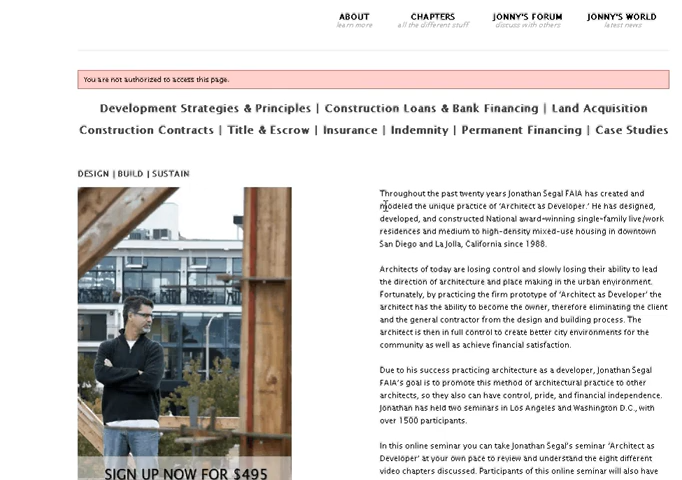 ABOUT CHAPTERS JONNY'S FORUM JONNY'S WORLD
learn more all the different stuff discuss with others latest news
You are not authorized to access this page.
Development Strategies & Principles | Construction Loans & Bank Financing | Land Acquisition
Construction Contracts | Title & Escrow | Insurance | Indemnity | Permanent Financing | Case Studies
DESIGN | BUILD | SUSTAIN
SIGN UP NOW FOR $495
Throughout the past twenty years Jonathan Segal FAIA has created and
modeled the unique practice of 'Architect as Developer.' He has designed,
developed, and constructed National award-winning single-family live/work
residences and medium to high-density mixed-use housing in downtown
San Diego and La Jolla, California since 1988.
Architects of today are losing control and slowly losing their ability to lead
the direction of architecture and place making in the urban environment.
Fortunately, by practicing the firm prototype of 'Architect as Developer' the
architect has the ability to become the owner, therefore eliminating the client
and the general contractor from the design and building process. The
architect is then in full control to create better city environments for the
community as well as achieve financial satisfaction.
Due to his success practicing architecture as a developer, Jonathan Segal
FAIA's goal is to promote this method of architectural practice to other
architects, so they also can have control, pride, and financial independence.
Jonathan has held two seminars in Los Angeles and Washington D.C., with
over 1500 participants.
In this online seminar you can take Jonathan Segal's seminar 'Architect as
Developer' at your own pace to review and understand the eight different
video chapters discussed. Participants of this online seminar will also have